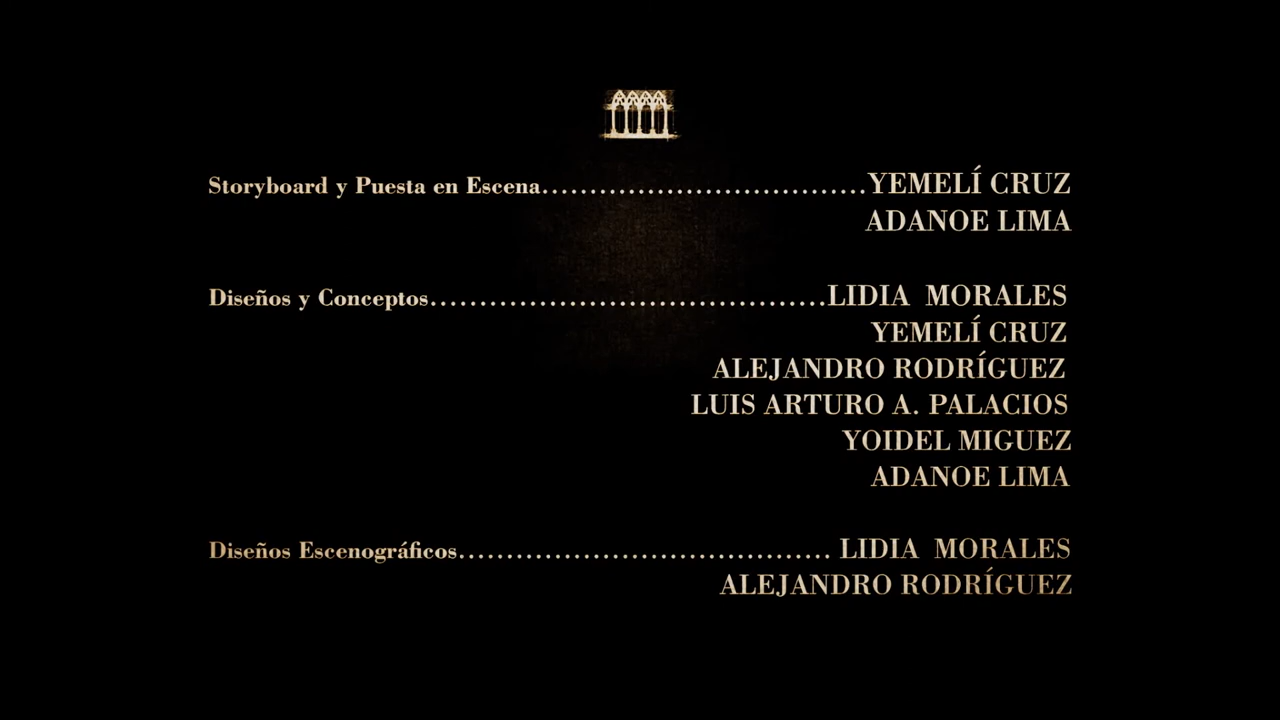 Storyboard y Puesta en Escena.................................YEMELÍ CRUZ
ADANOE LIMA
Diseños y Conceptos........................................LIDIA MORALES
YEMELÍ CRUZ
ALEJANDRO RODRÍGUEZ
LUIS ARTURO A. PALACIOS
YOIDEL MIGUEZ
ADANOE LIMA
Diseños Escenográficos...................................... LIDIA MORALES
ALEJANDRO RODRÍGUEZ